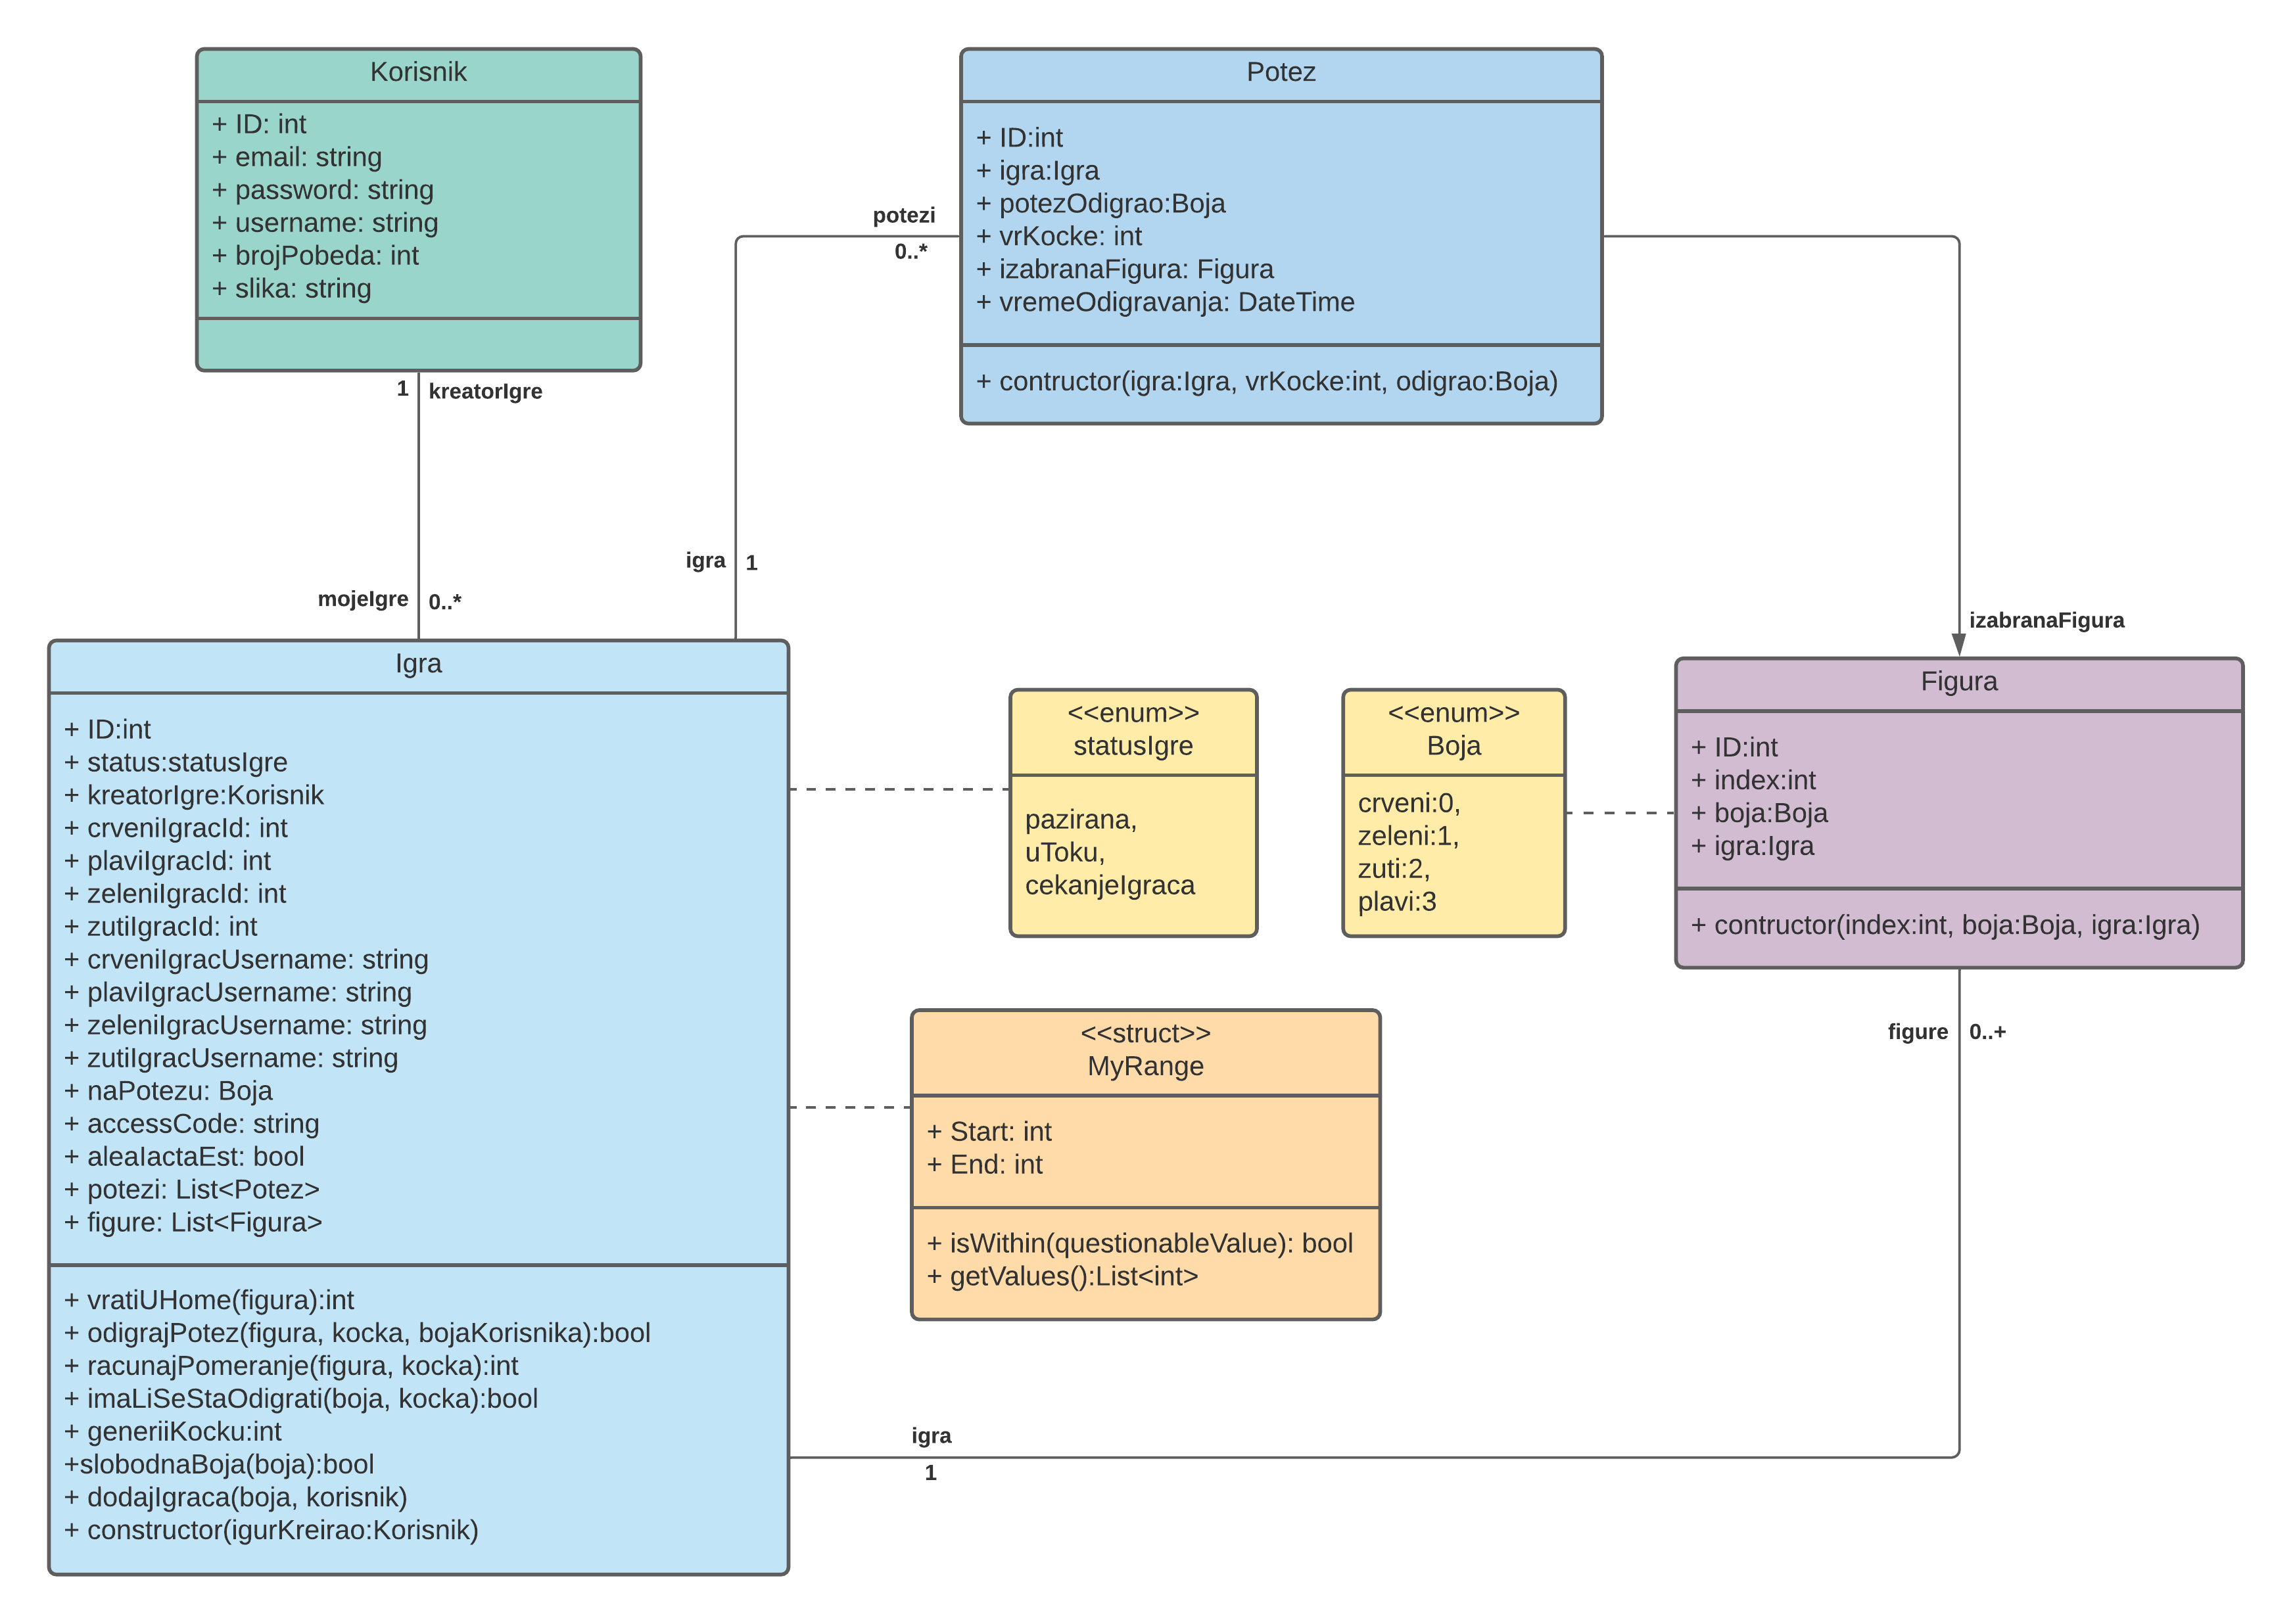 Korisnik
+ ID: int
+ email: string
+ password: string
+ username: string
+ brojPobeda: int
+ slika: string
Potez
+ ID:int
+ igra:Igra
+ potezOdigrao:Boja
+ vrKocke: int
+ izabranaFigura: Figura
+ vremeOdigravanja: DateTime
+ contructor(igra:Igra, vrKocke:int, odigrao:Boja)
potezi
0..*
1
kreatorIgre
igra
1
mojeIgre
0..*
izabranaFigura
Igra
+ ID:int
+ status:statusIgre
+ kreatorIgre:Korisnik
+ crveniIgracId: int
+ plaviIgracId: int
+ zeleniIgracId: int
+ zutiIgracId: int
+ crveniIgracUsername: string
+ plaviIgracUsername: string
+ zeleniIgracUsername: string
+ zutiIgracUsername: string
+ naPotezu: Boja
+ accessCode: string
+ aleaIactaEst: bool
+ potezi: List<Potez>
+ figure: List<Figura>
+ vratiUHome(figura):int
+ odigrajPotez(figura, kocka, bojaKorisnika):bool
+ racunajPomeranje(figura, kocka):int
+ imaLiSeStaOdigrati(boja, kocka):bool
+ generiiKocku:int
+slobodnaBoja(boja):bool
+ dodajIgraca(boja, korisnik)
+ constructor(igurKreirao:Korisnik)
<<enum>>
statusIgre
pazirana,
uToku,
cekanjeIgraca
<<enum>>
Boja
crveni:0,
zeleni:1,
zuti:2,
plavi:3
Figura
+ ID:int
+ index:int
+ boja:Boja
+ igra:Igra
+ contructor(index:int, boja:Boja, igra:Igra)
<<struct>>
MyRange
+ Start: int
+ End: int
+ isWithin(questionableValue): bool
+ getValues():List<int>
figure
0..+
igra
1